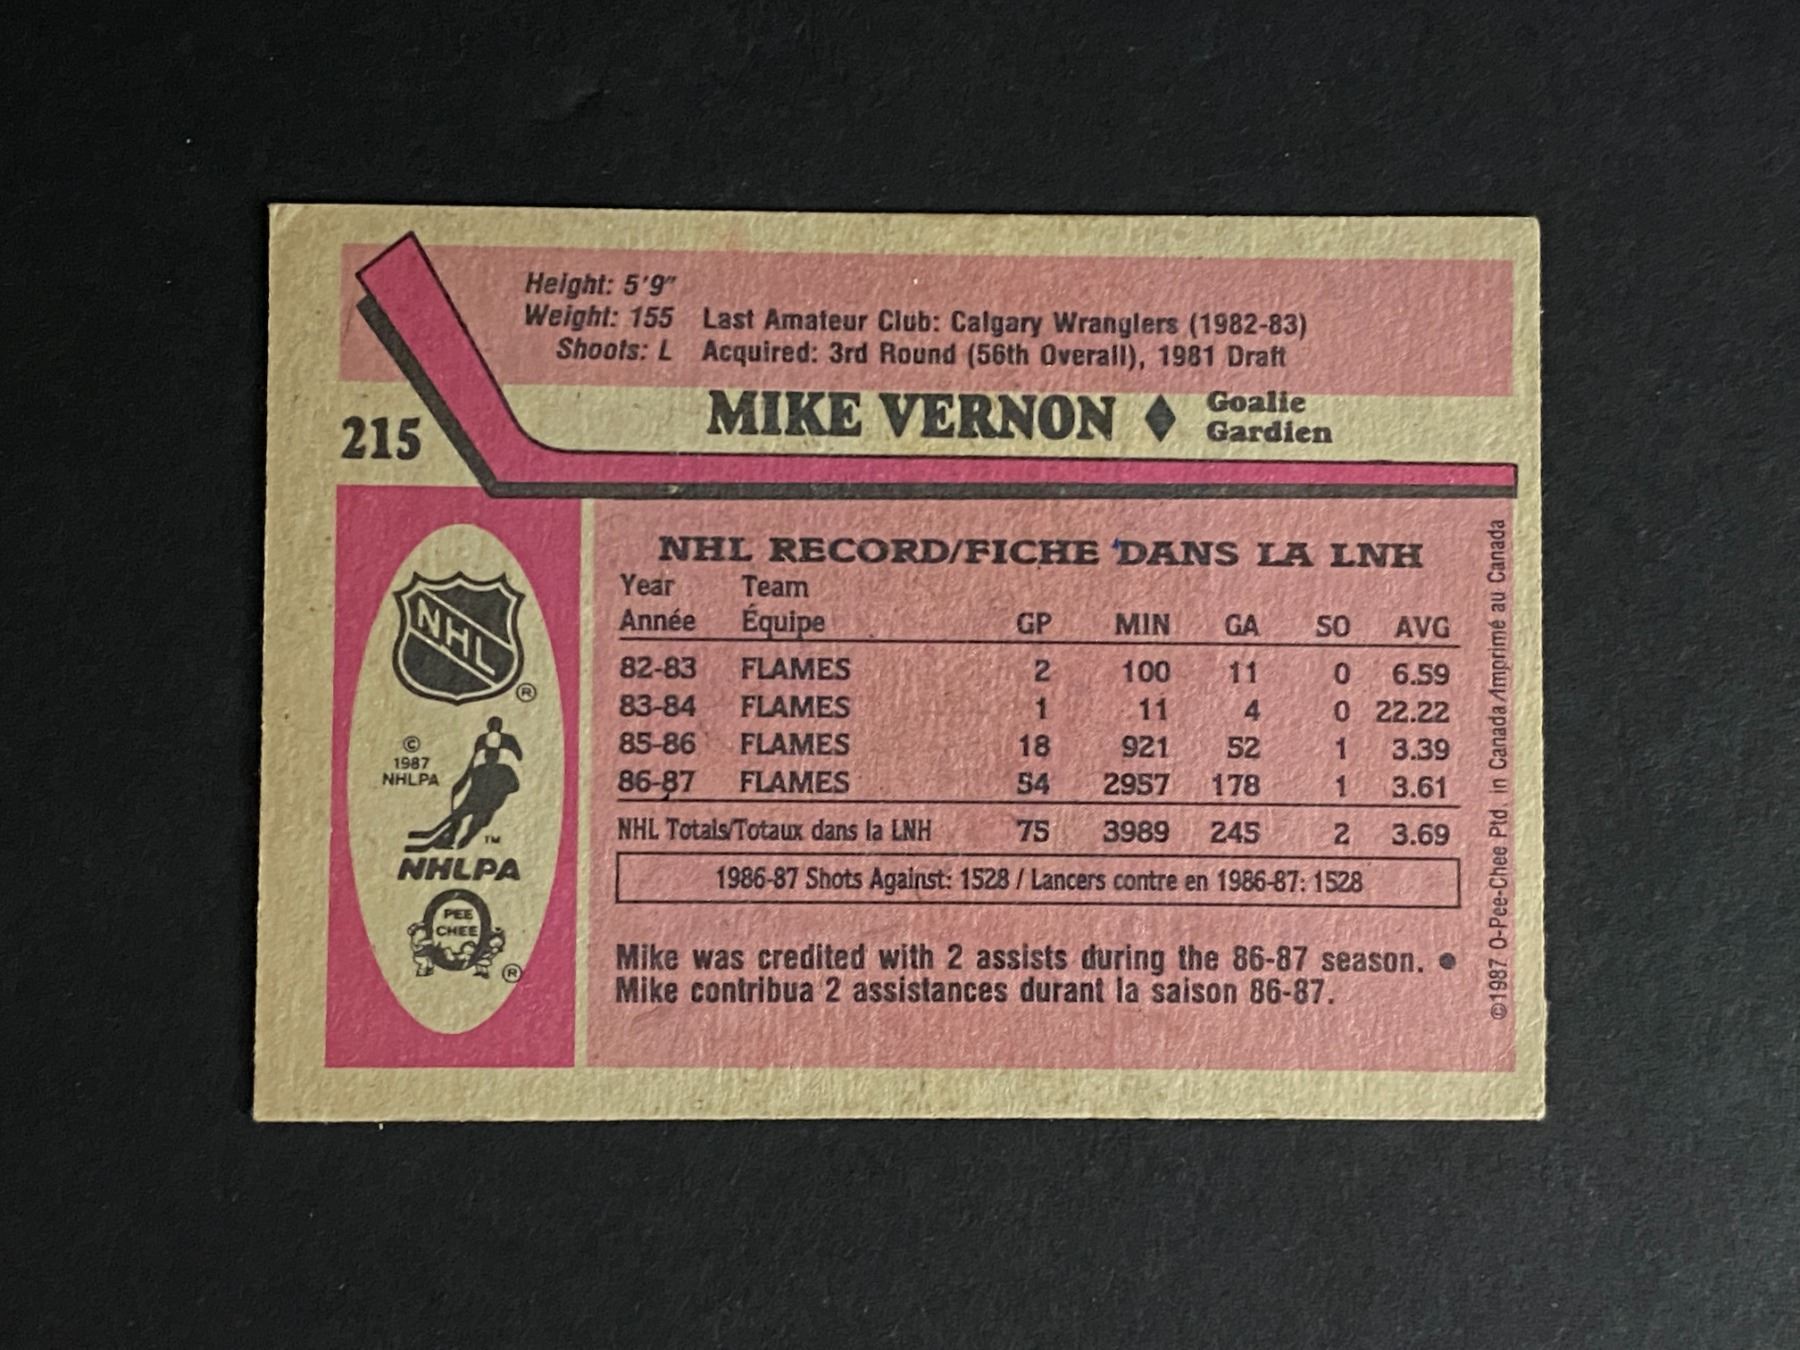 Height: 5'9"
Weight: 155 Last Amateur Club: Calgary Wranglers (1982-83)
Shoots: L Acquired: 3rd Round (56th Overall), 1981 Draft
215
MIKE VERNON ♦ Goalie
Gardien
NHL
®
© 1987 NHLPA
TM
NHLPA
PEE
CHEE
®
NHL RECORD/FICHE DANS LA LNH
Year Team
Année Équipe GP MIN GA SO AVG
82-83 FLAMES 2 100 11 0 6.59
83-84 FLAMES 1 11 4 0 22.22
85-86 FLAMES 18 921 52 1 3.39
86-87 FLAMES 54 2957 178 1 3.61
NHL Totals/Totaux dans la LNH 75 3989 245 2 3.69
1986-87 Shots Against: 1528 / Lancers contre en 1986-87: 1528
Mike was credited with 2 assists during the 86-87 season. ●
Mike contribua 2 assistances durant la saison 86-87.
©1987 O-Pee-Chee Ptd. in Canada/Imprimé au Canada